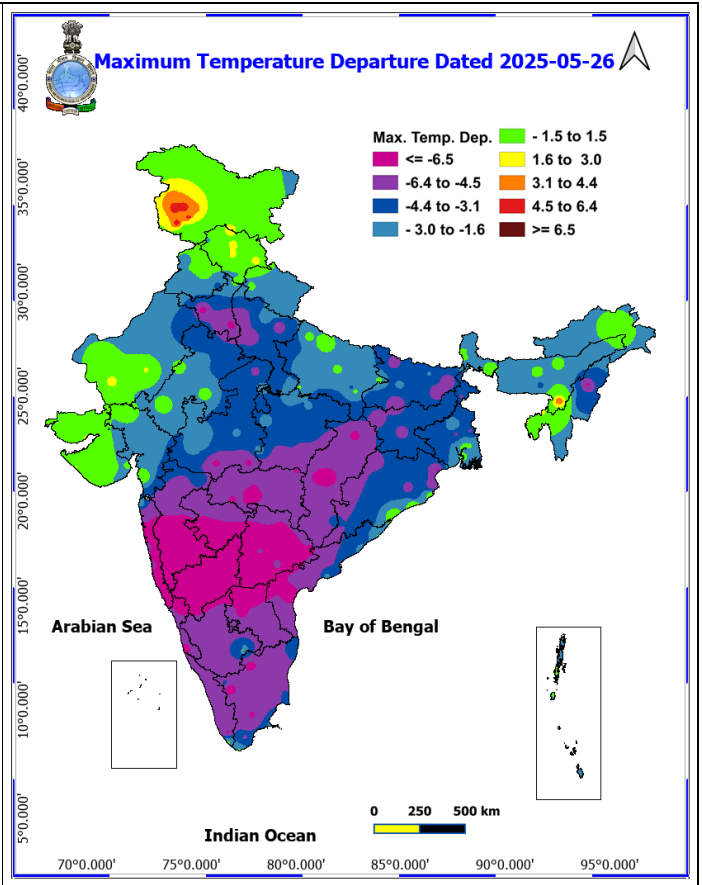 Maximum Temperature Departure Dated 2025-05-26
Max. Temp. Dep.
<= -6.5
-6.4 to -4.5
-4.4 to -3.1
- 3.0 to -1.6
- 1.5 to 1.5
1.6 to 3.0
3.1 to 4.4
4.5 to 6.4
>= 6.5
40°0.000'
35°0.000'
30°0.000'
25°0.000'
20°0.000'
15°0.000'
10°0.000'
5°0.000'
Arabian Sea
Bay of Bengal
Indian Ocean
0 250 500 km
70°0.000' 75°0.000' 80°0.000' 85°0.000' 90°0.000' 95°0.000'